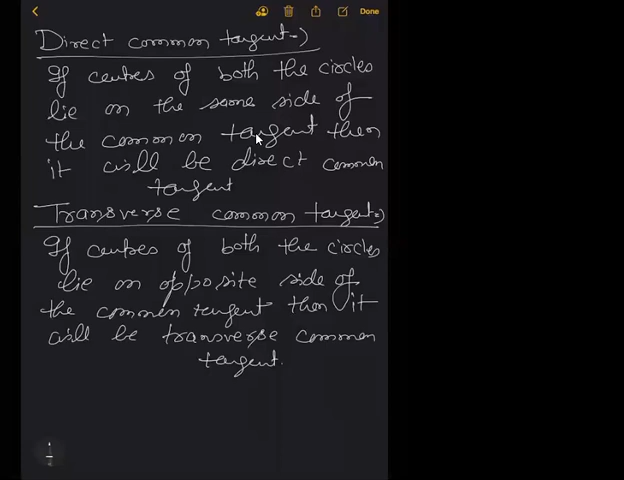 Done
Direct common tangent=)
If centres of both the circles
lie on the same side of
the common tangent then
it will be direct common
tangent
Transverse common tangent=)
If centres of both the circles
lie on opposite side of
the common tengent then it
will be transverse common
tangent.